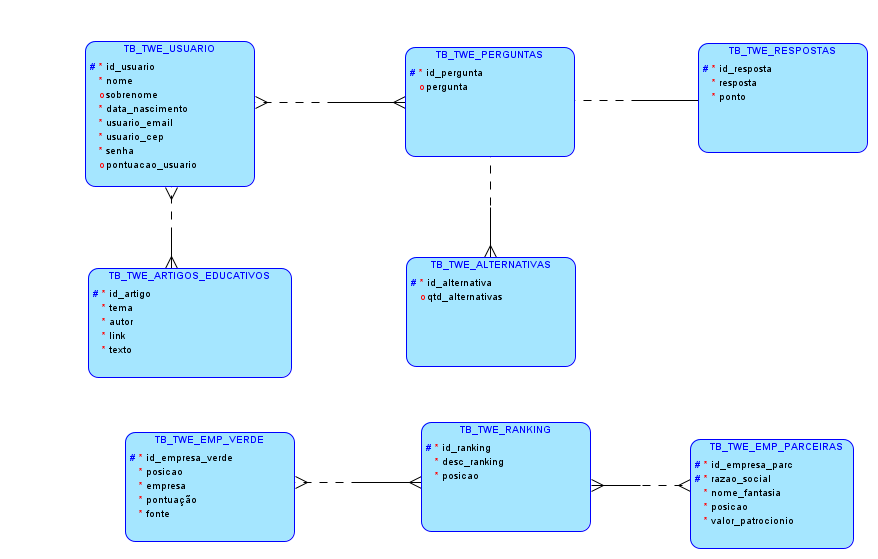 TB_TWE_USUARIO
# * id_usuario
* nome
o sobrenome
* data_nascimento
* usuario_email
* usuario_cep
* senha
o pontuacao_usuario
TB_TWE_PERGUNTAS
# * id_pergunta
o pergunta
TB_TWE_RESPOSTAS
# * id_resposta
* resposta
* ponto
TB_TWE_ARTIGOS_EDUCATIVOS
# * id_artigo
* tema
* autor
* link
* texto
TB_TWE_ALTERNATIVAS
# * id_alternativa
o qtd_alternativas
TB_TWE_EMP_VERDE
# * id_empresa_verde
* posicao
* empresa
* pontuação
* fonte
TB_TWE_RANKING
# * id_ranking
* desc_ranking
* posicao
TB_TWE_EMP_PARCEIRAS
# * id_empresa_parc
# * razao_social
* nome_fantasia
* posicao
* valor_patrocionio